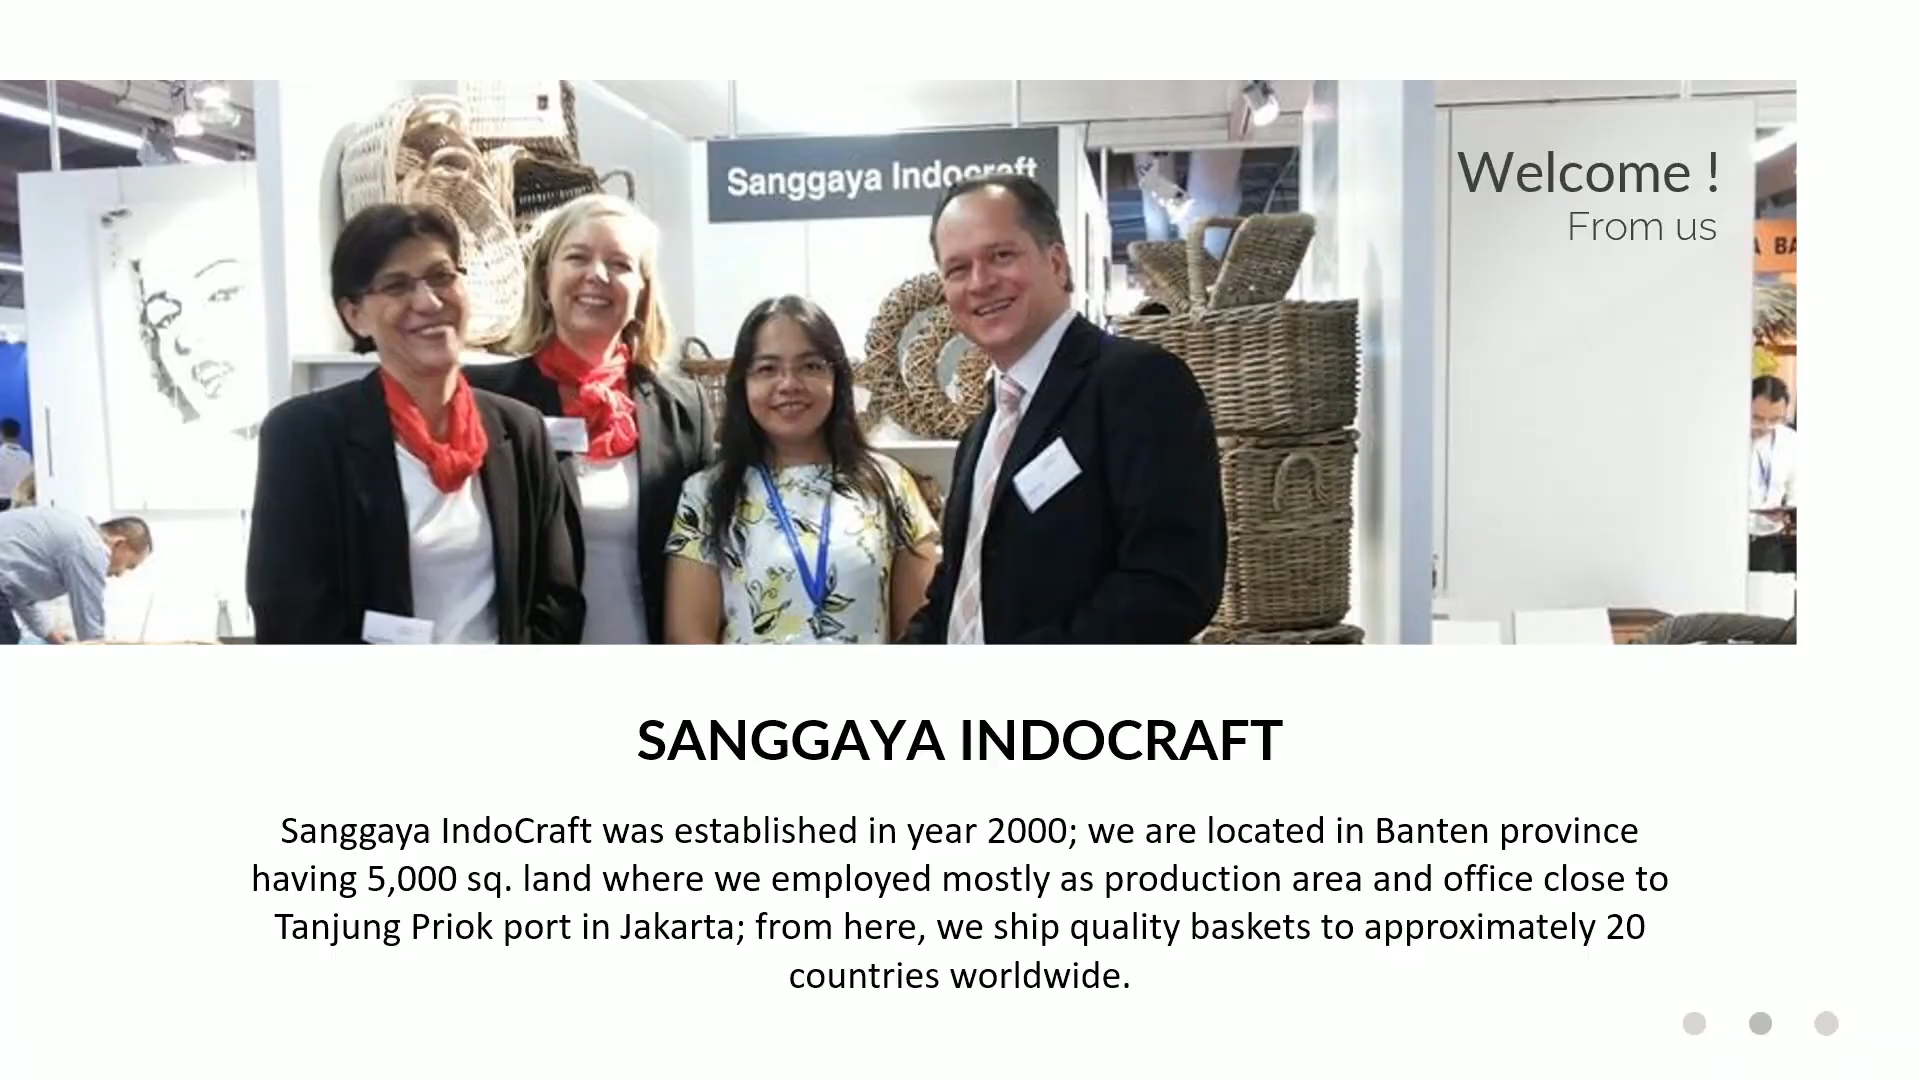 Sanggaya Indocraft
Welcome !
From us
A BA
SANGGAYA INDOCRAFT
Sanggaya IndoCraft was established in year 2000; we are located in Banten province
having 5,000 sq. land where we employed mostly as production area and office close to
Tanjung Priok port in Jakarta; from here, we ship quality baskets to approximately 20
countries worldwide.